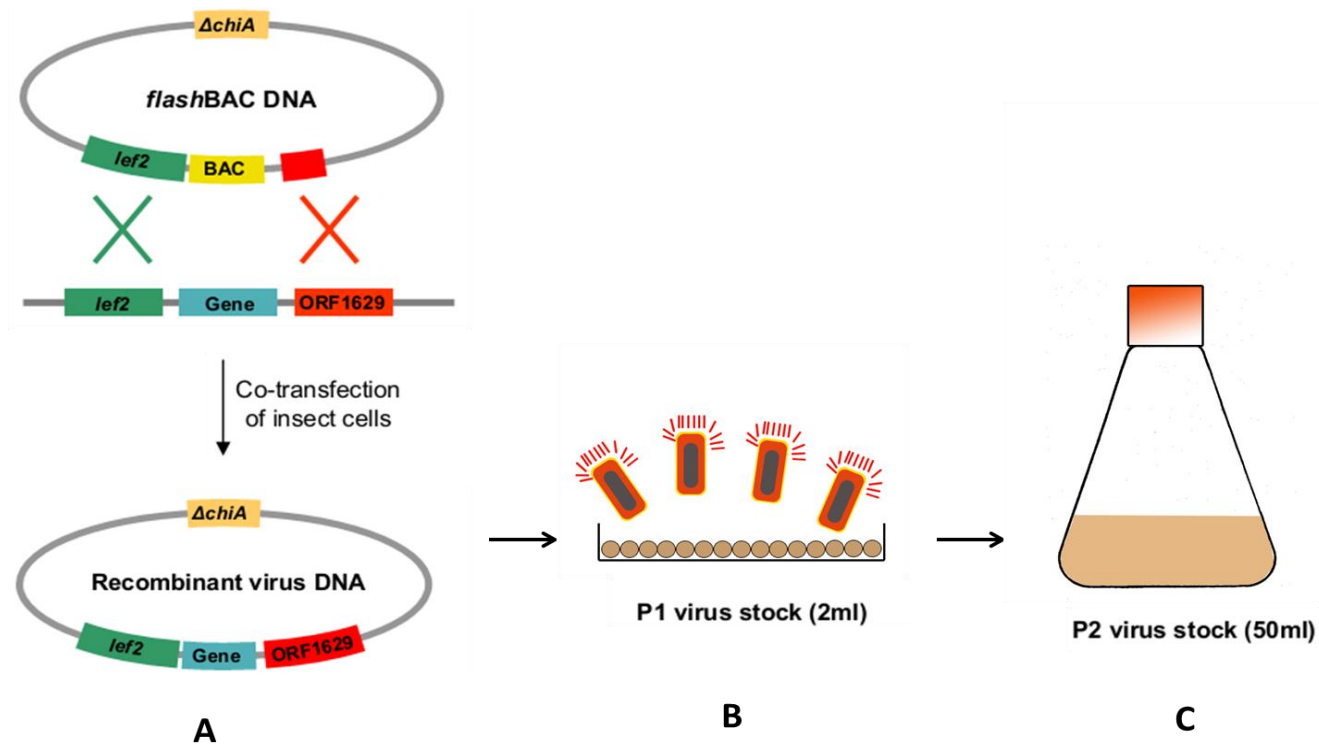 ΔchiA
flashBAC DNA
lef2
BAC
lef2
Gene
ORF1629
Co-transfection
of insect cells
ΔchiA
Recombinant virus DNA
lef2
Gene
ORF1629
P1 virus stock (2ml)
P2 virus stock (50ml)
A
B
C